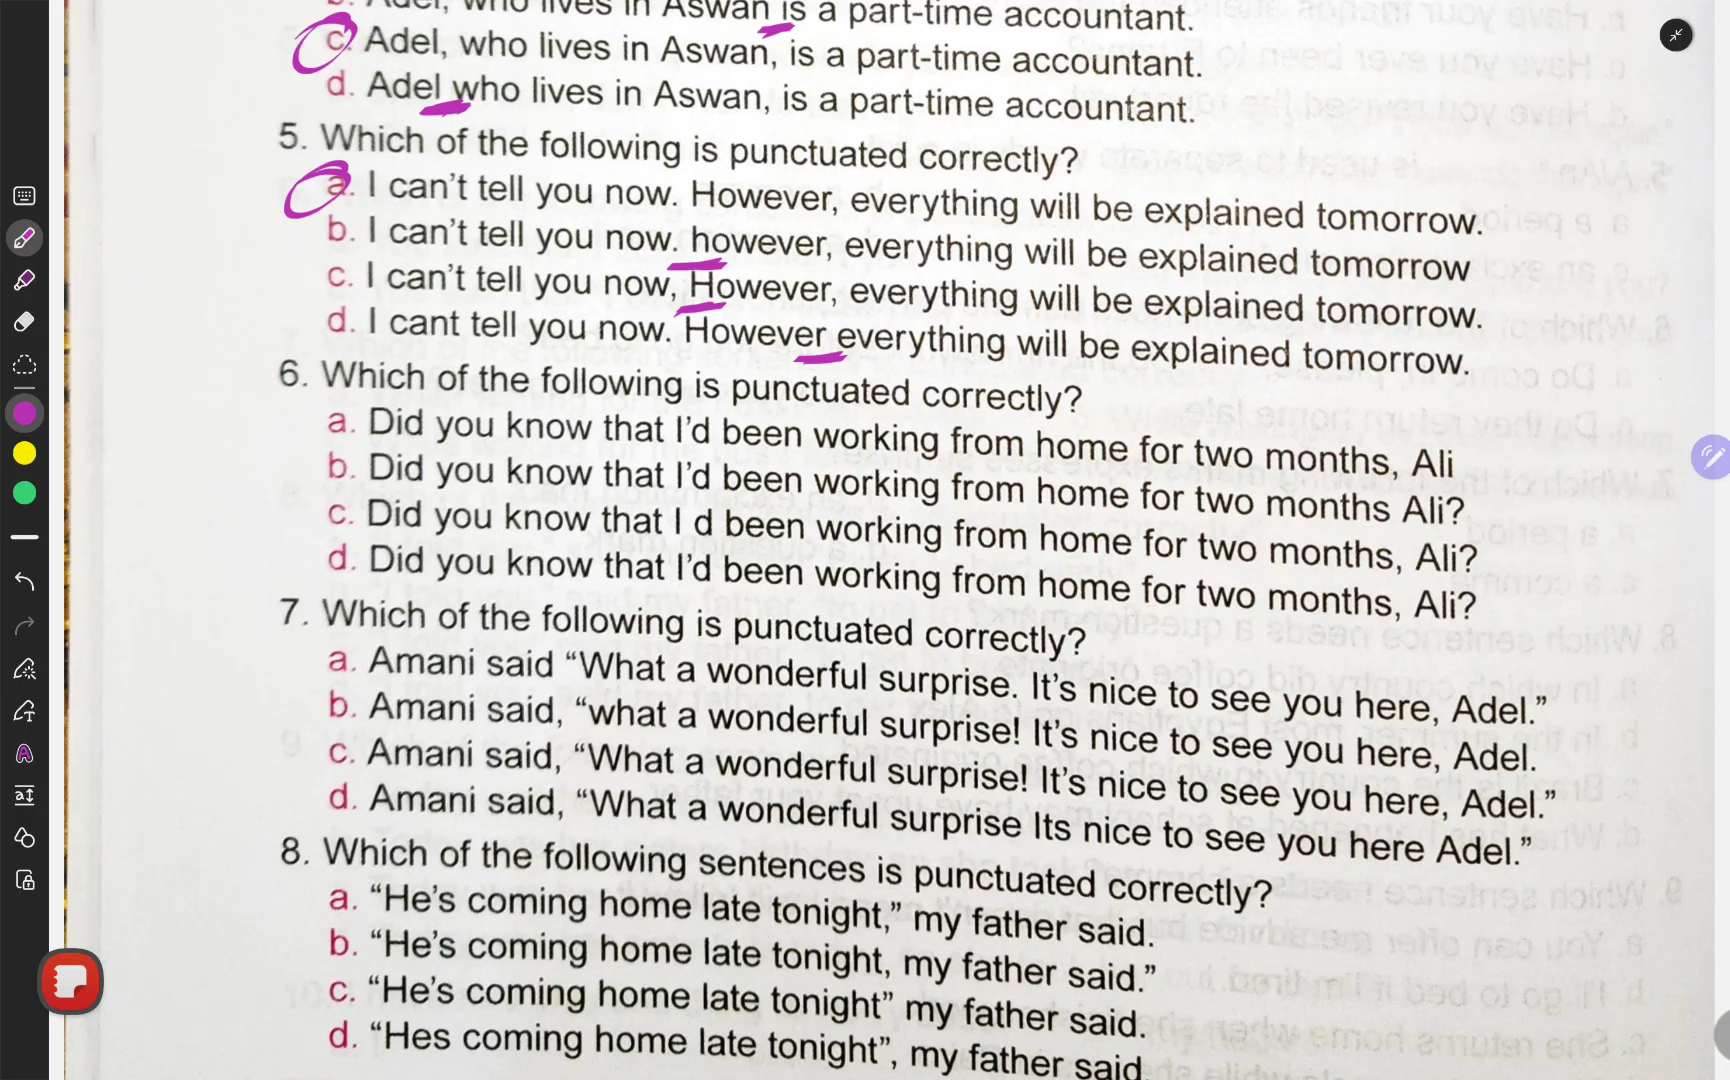 b. Adel, who lives in Aswan is a part-time accountant.
c. Adel, who lives in Aswan, is a part-time accountant.
d. Adel who lives in Aswan, is a part-time accountant.
5. Which of the following is punctuated correctly?
a. I can't tell you now. However, everything will be explained tomorrow.
b. I can't tell you now. however, everything will be explained tomorrow
c. I can't tell you now, However, everything will be explained tomorrow.
d. I cant tell you now. However everything will be explained tomorrow.
6. Which of the following is punctuated correctly?
a. Did you know that I'd been working from home for two months, Ali
b. Did you know that I'd been working from home for two months Ali?
c. Did you know that I d been working from home for two months, Ali?
d. Did you know that I'd been working from home for two months, Ali?
7. Which of the following is punctuated correctly?
a. Amani said “What a wonderful surprise. It's nice to see you here, Adel.”
b. Amani said, “what a wonderful surprise! It's nice to see you here, Adel.
c. Amani said, “What a wonderful surprise! It's nice to see you here, Adel.”
d. Amani said, “What a wonderful surprise Its nice to see you here Adel.”
8. Which of the following sentences is punctuated correctly?
a. “He's coming home late tonight,” my father said.
b. “He's coming home late tonight, my father said.”
c. “He's coming home late tonight” my father said.
d. “Hes coming home late tonight”, my father said.